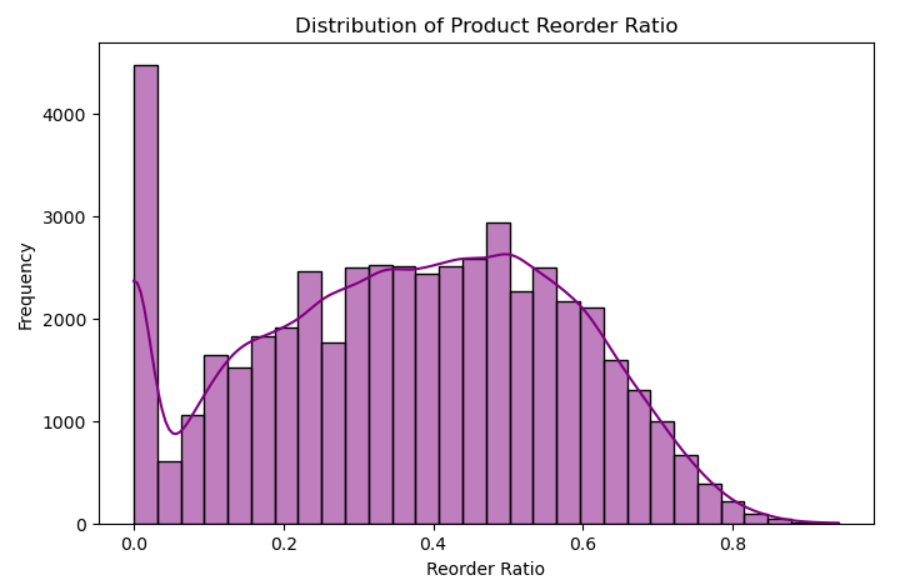 Distribution of Product Reorder Ratio
4000
3000
2000
1000
0
Frequency
0.0 0.2 0.4 0.6 0.8
Reorder Ratio